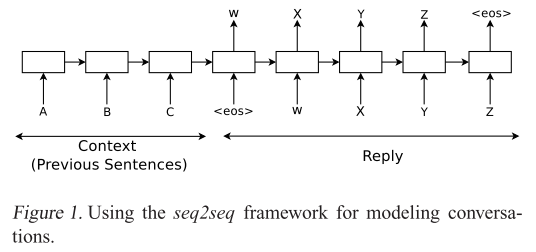 w X Y Z <eos>
A B C <eos> w X Y Z
Context
(Previous Sentences)
Reply
Figure 1. Using the seq2seq framework for modeling conversa-
tions.